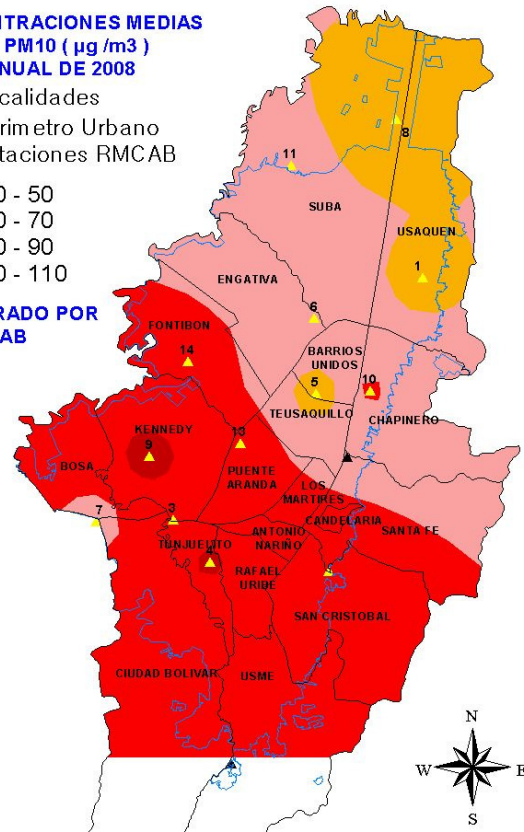 NTRACIONES MEDIAS
PM10 ( µg /m3 )
NUAL DE 2008
calidades
rimetro Urbano
taciones RMCAB
0 - 50
0 - 70
0 - 90
0 - 110
RADO POR
AB
8
11
SUBA
USAQUEN
1
ENGATIVA
6
FONTIBON
14
BARRIOS
UNIDOS
5
10
TEUSAQUILLO
CHAPINERO
KENNEDY
9
13
BOSA
PUENTE
ARANDA
LOS
MARTIRES
7
3
CANDELARIA
SANTA FE
TUNJUELITO
ANTONIO
NARIÑO
4
RAFAEL
URIBE
SAN CRISTOBAL
CIUDAD BOLIVAR
USME
N
W
E
S